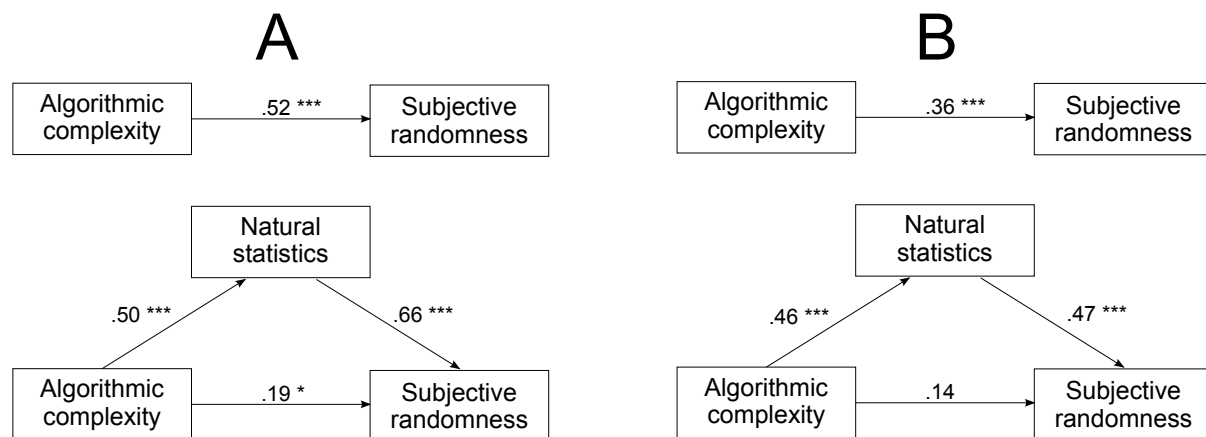 A
Algorithmic
complexity
.52 ***
Subjective
randomness
Natural
statistics
.50 ***
.66 ***
Algorithmic
complexity
.19 *
Subjective
randomness
B
Algorithmic
complexity
.36 ***
Subjective
randomness
Natural
statistics
.46 ***
.47 ***
Algorithmic
complexity
.14
Subjective
randomness